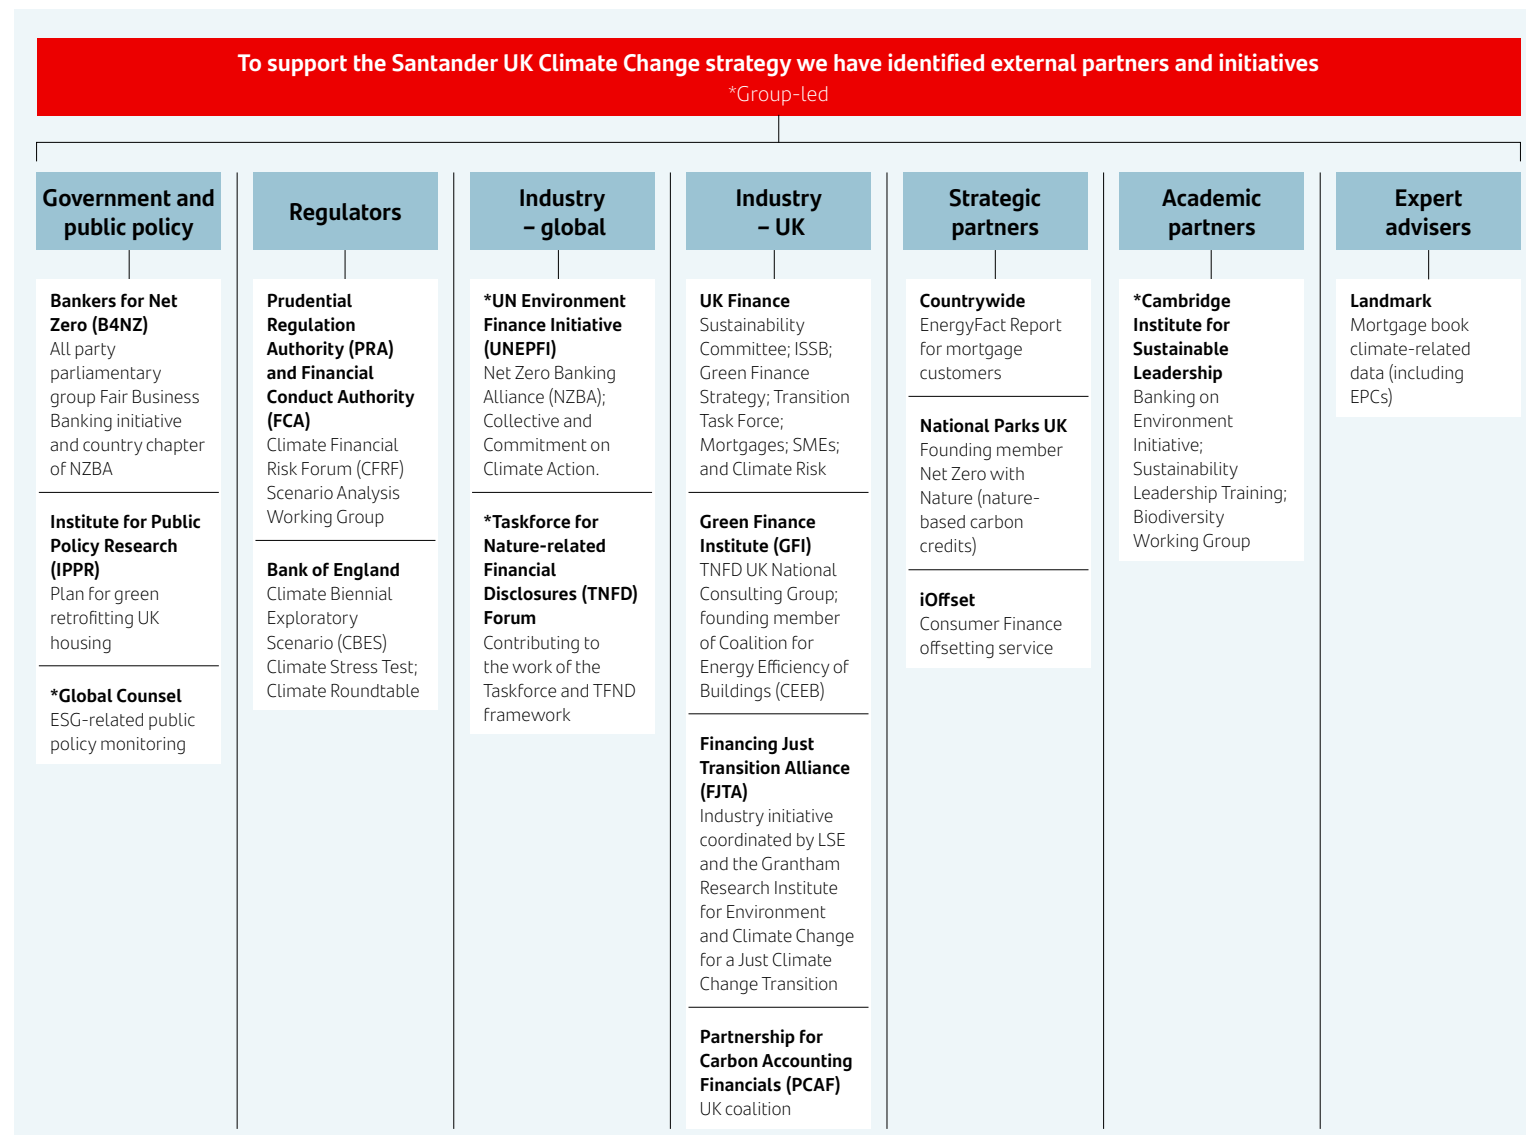 To support the Santander UK Climate Change strategy we have identified external partners and initiatives
*Group-led
Government and
public policy
Bankers for Net
Zero (B4NZ)
All party
parliamentary
group Fair Business
Banking initiative
and country chapter
of NZBA
Institute for Public
Policy Research
(IPPR)
Plan for green
retrofitting UK
housing
*Global Counsel
ESG-related public
policy monitoring
Regulators
Prudential
Regulation
Authority (PRA)
and Financial
Conduct Authority
(FCA)
Climate Financial
Risk Forum (CFRF)
Scenario Analysis
Working Group
Bank of England
Climate Biennial
Exploratory
Scenario (CBES)
Climate Stress Test;
Climate Roundtable
Industry
– global
*UN Environment
Finance Initiative
(UNEPFI)
Net Zero Banking
Alliance (NZBA);
Collective and
Commitment on
Climate Action.
*Taskforce for
Nature-related
Financial
Disclosures (TNFD)
Forum
Contributing to
the work of the
Taskforce and TFND
framework
Industry
– UK
UK Finance
Sustainability
Committee; ISSB;
Green Finance
Strategy; Transition
Task Force;
Mortgages; SMEs;
and Climate Risk
Green Finance
Institute (GFI)
TNFD UK National
Consulting Group;
founding member
of Coalition for
Energy Efficiency of
Buildings (CEEB)
Financing Just
Transition Alliance
(FJTA)
Industry initiative
coordinated by LSE
and the Grantham
Research Institute
for Environment
and Climate Change
for a Just Climate
Change Transition
Partnership for
Carbon Accounting
Financials (PCAF)
UK coalition
Strategic
partners
Countrywide
EnergyFact Report
for mortgage
customers
National Parks UK
Founding member
Net Zero with
Nature (nature-
based carbon
credits)
iOffset
Consumer Finance
offsetting service
Academic
partners
*Cambridge
Institute for
Sustainable
Leadership
Banking on
Environment
Initiative;
Sustainability
Leadership Training;
Biodiversity
Working Group
Expert
advisers
Landmark
Mortgage book
climate-related
data (including
EPCs)